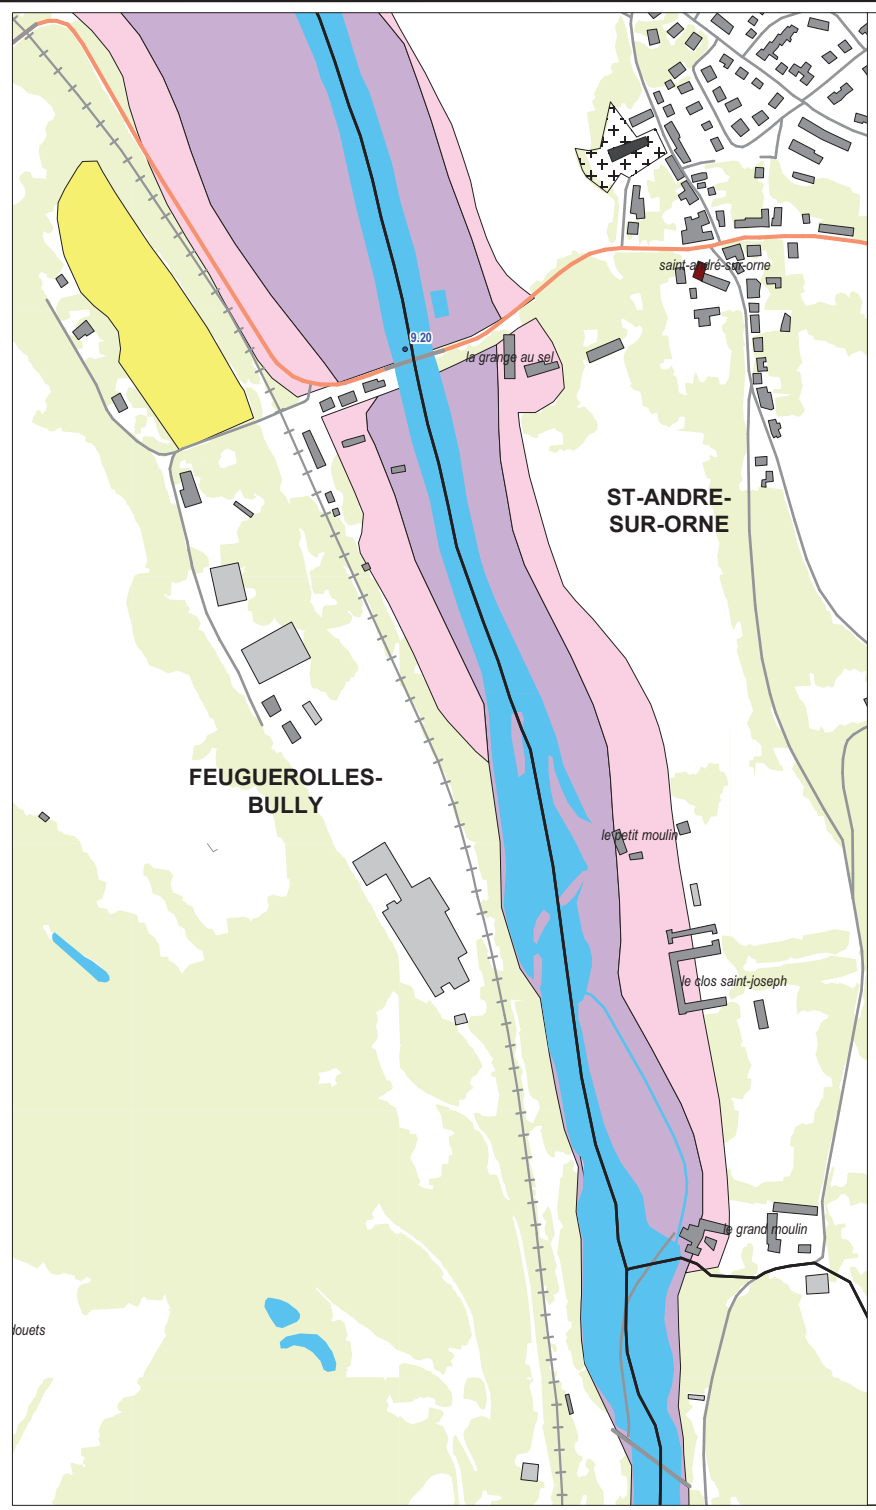 saint-andré-sur-orne
9.20
la grange au sel
ST-ANDRE-
SUR-ORNE
FEUGUEROLLES-
BULLY
le petit moulin
le clos saint-joseph
le grand moulin
douets